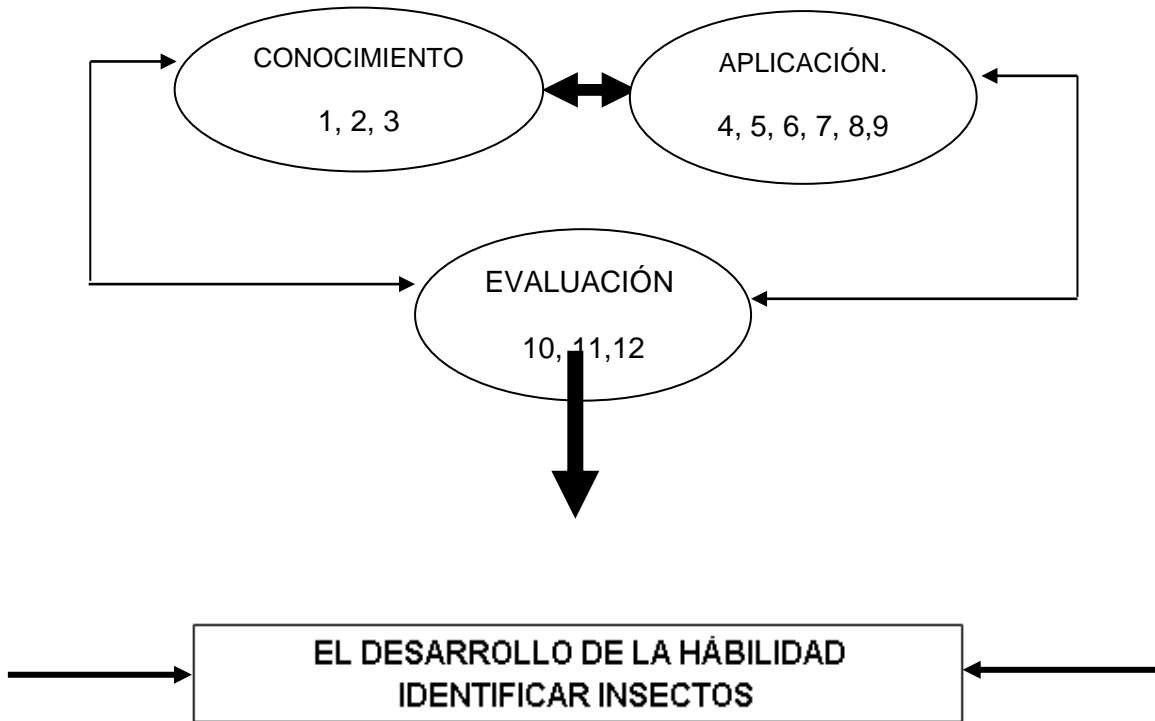 CONOCIMIENTO
1, 2, 3
APLICACIÓN.
4, 5, 6, 7, 8,9
EVALUACIÓN
10, 11,12
EL DESARROLLO DE LA HÁBILIDAD
IDENTIFICAR INSECTOS